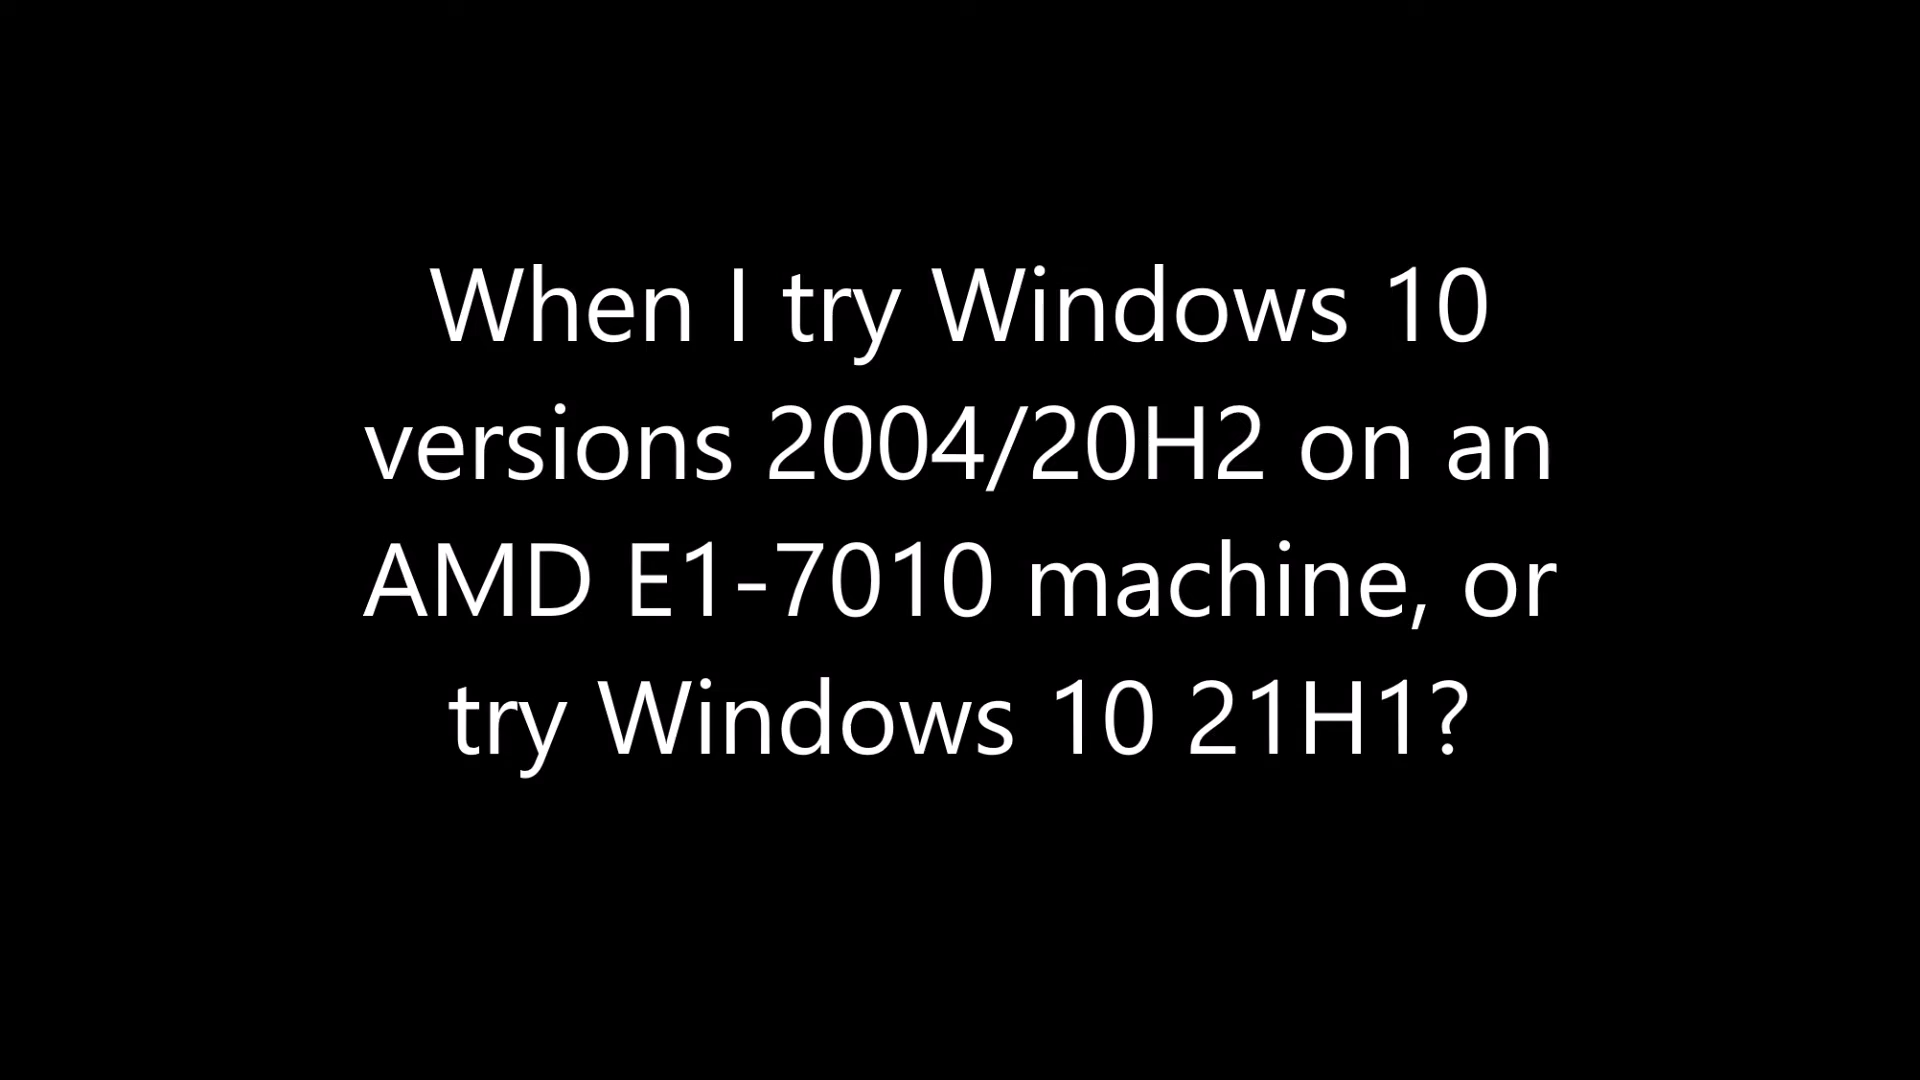 When I try Windows 10
versions 2004/20H2 on an
AMD E1-7010 machine, or
try Windows 10 21H1?